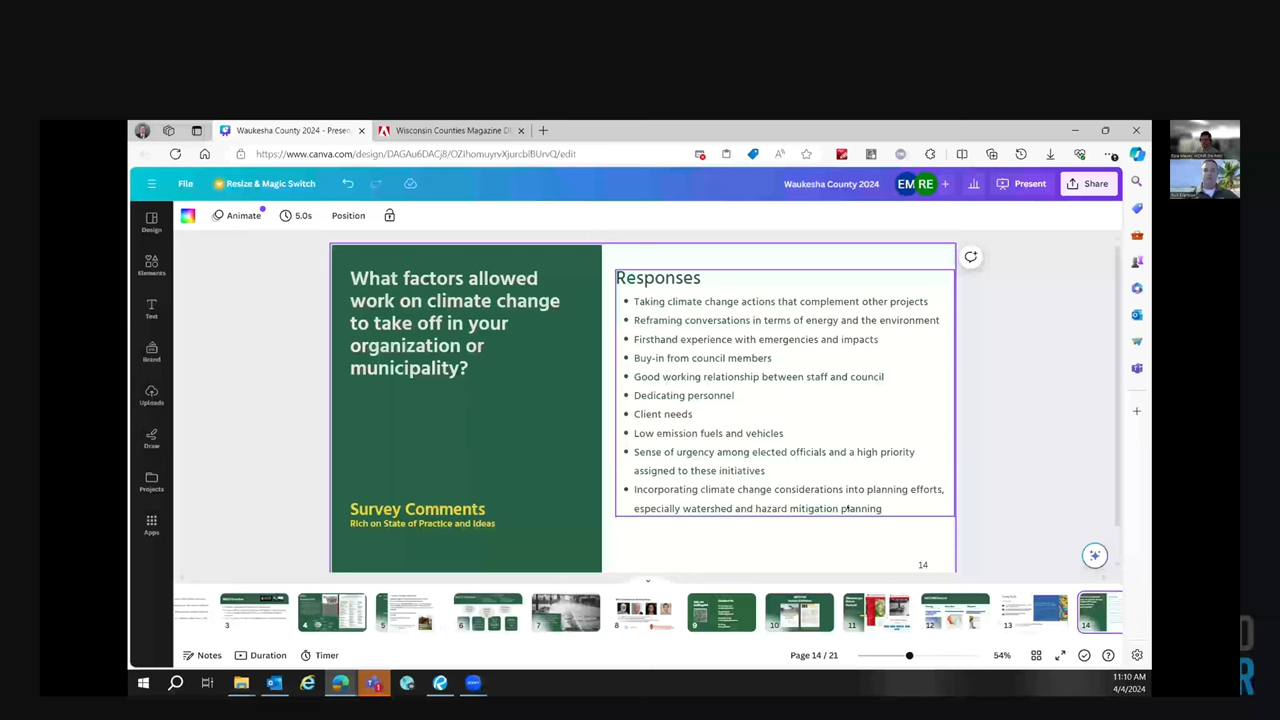 Waukesha County 2024 - Presen
Wisconsin Counties Magazine Di
https://www.canva.com/design/DAGAu6DACj8/OZihomuyrvXjurcblBUrvQ/edit
File
Resize & Magic Switch
Waukesha County 2024
EM
RE
Present
Share
Animate
5.0s
Position
Design
Elements
Text
Brand
Uploads
Draw
Projects
Apps
What factors allowed
work on climate change
to take off in your
organization or
municipality?
Survey Comments
Rich on State of Practice and Ideas
Responses
• Taking climate change actions that complement other projects
• Reframing conversations in terms of energy and the environment
• Firsthand experience with emergencies and impacts
• Buy-in from council members
• Good working relationship between staff and council
• Dedicating personnel
• Client needs
• Low emission fuels and vehicles
• Sense of urgency among elected officials and a high priority
assigned to these initiatives
• Incorporating climate change considerations into planning efforts,
especially watershed and hazard mitigation planning
14
3
4
5
6
7
8
9
10
11
12
13
14
Notes
Duration
Timer
Page 14 / 21
54%
11:10 AM
4/4/2024